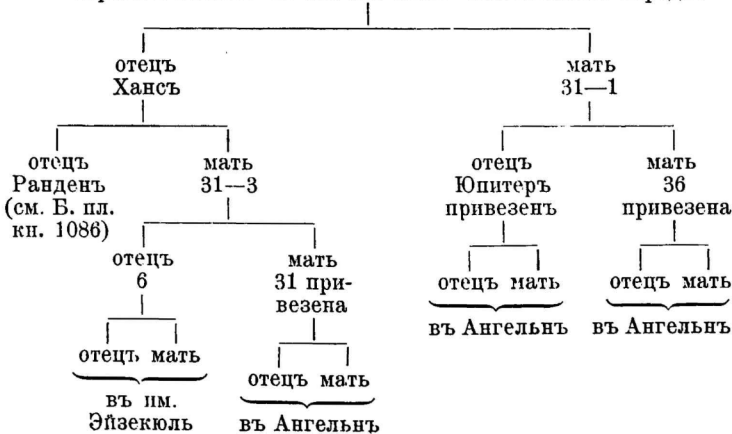 отецъ мать
Хансъ 31—1
отецъ мать отецъ мать
Ранденъ 31—3 Юпитеръ 36
(см. Б. пл. привезенъ привезена
кн. 1086)
отецъ мать
6 31 при-
везена
отецъ мать отецъ мать
въ Ангельнъ въ Ангельнъ
отецъ мать
отецъ мать
въ им.
Эйзекюль въ Ангельнъ